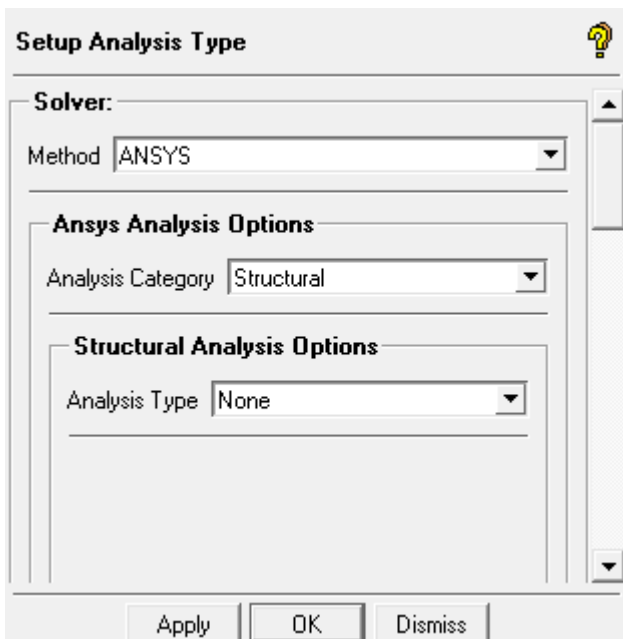 Setup Analysis Type
Solver:
Method ANSYS
Ansys Analysis Options
Analysis Category Structural
Structural Analysis Options
Analysis Type None
Apply OK Dismiss